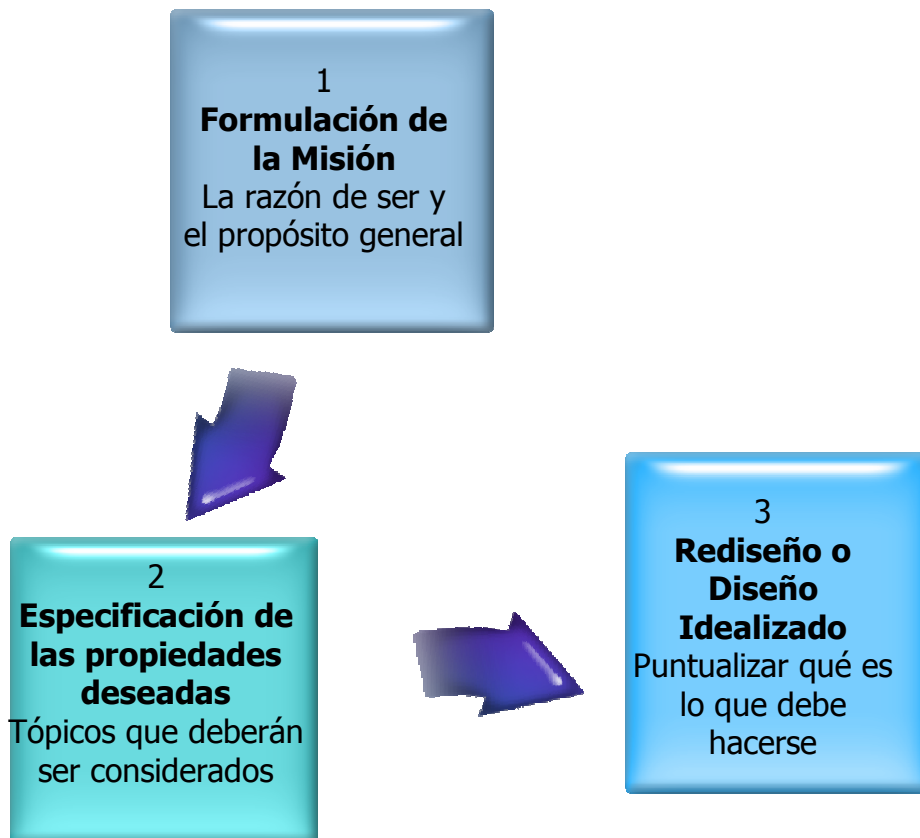 1
Formulación de
la Misión
La razón de ser y
el propósito general
2
Especificación de
las propiedades
deseadas
Tópicos que deberán
ser considerados
3
Rediseño o
Diseño
Idealizado
Puntualizar qué es
lo que debe
hacerse